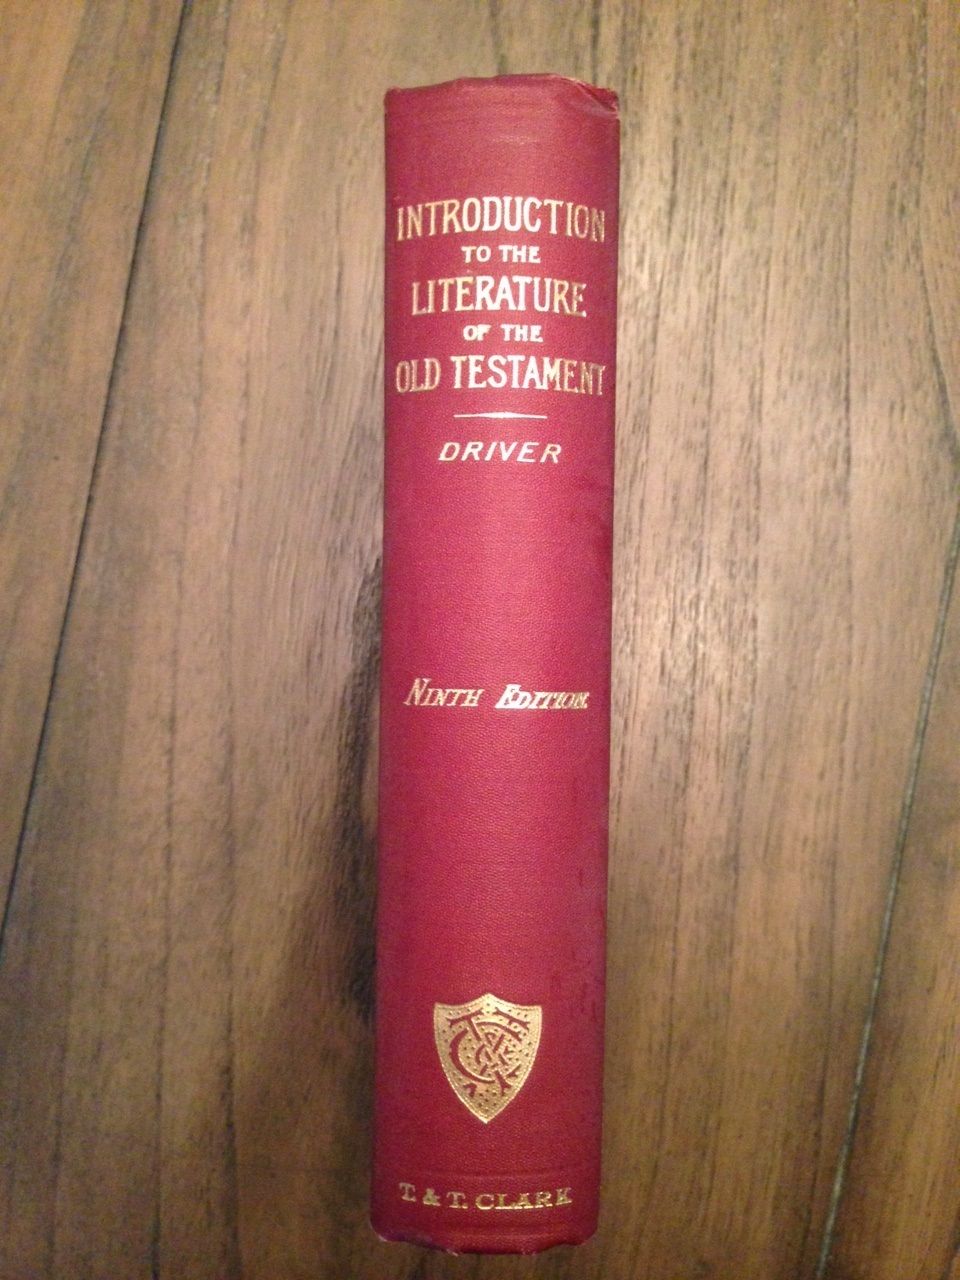 INTRODUCTION
TO THE
LITERATURE
OF THE
OLD TESTAMENT
DRIVER
NINTH EDITION.
T. & T. CLARK